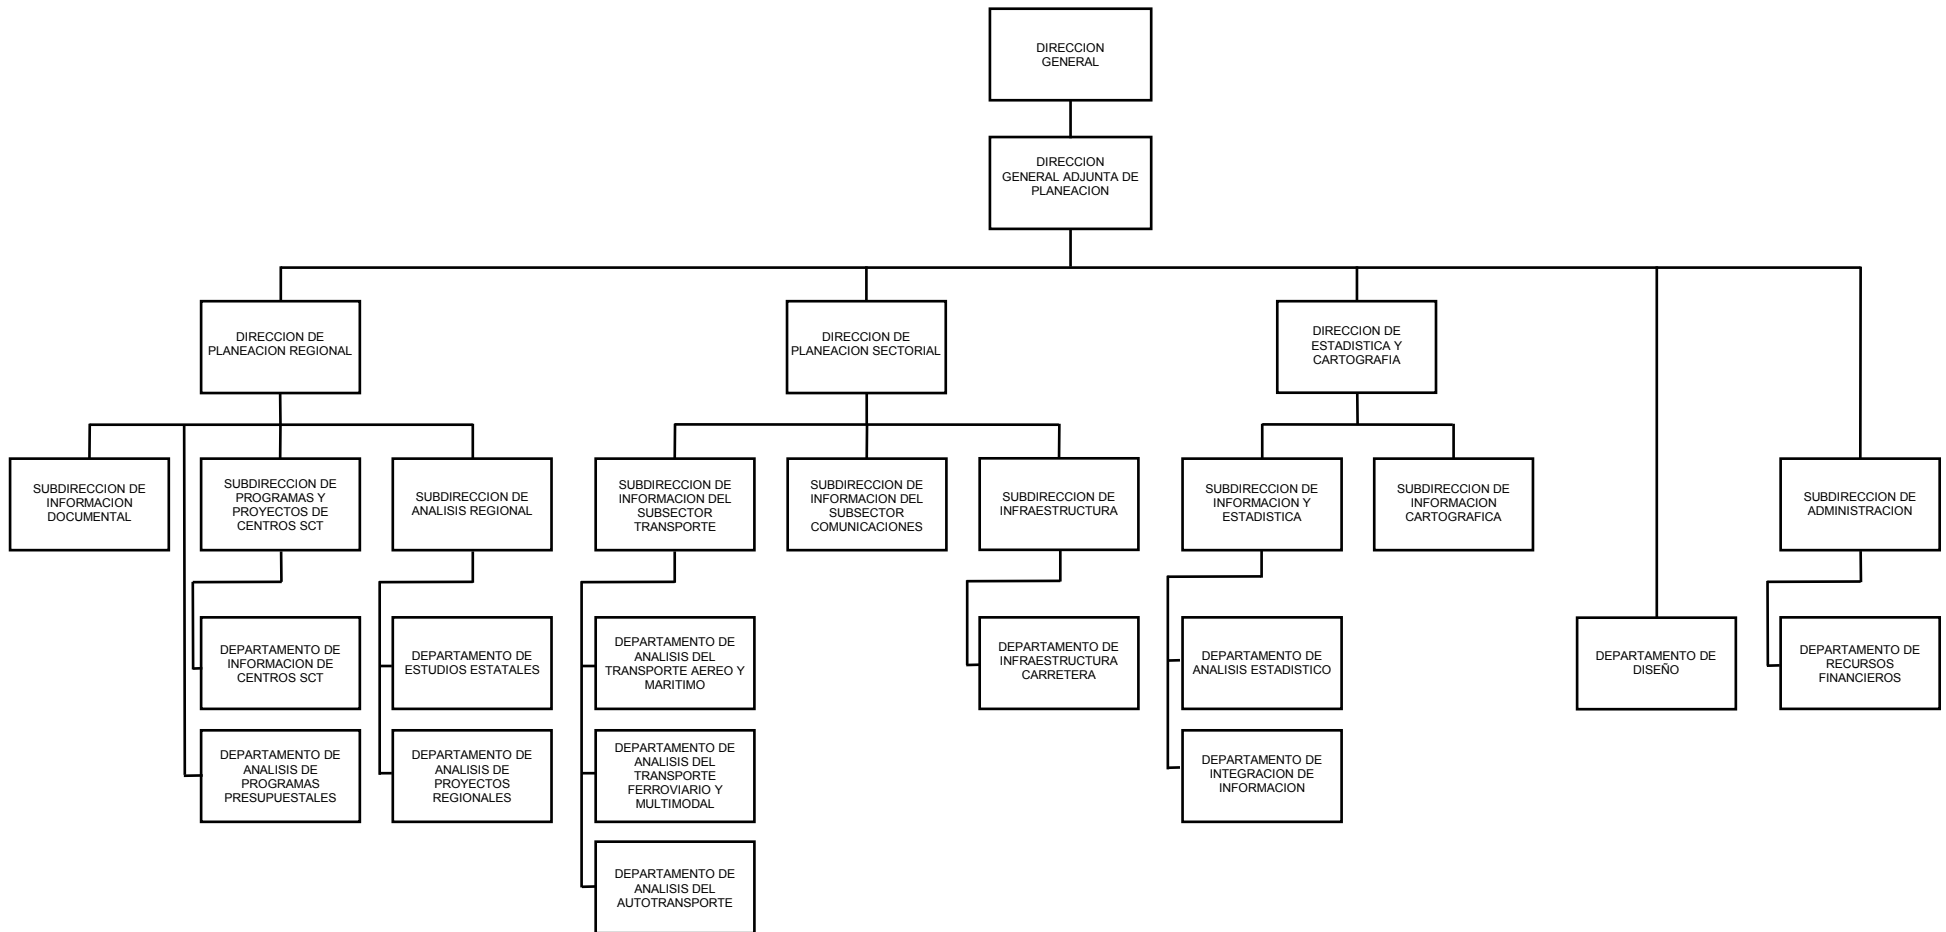 DIRECCION
GENERAL
DIRECCION
GENERAL ADJUNTA DE
PLANEACION
DIRECCION DE
PLANEACION REGIONAL
DIRECCION DE
PLANEACION SECTORIAL
DIRECCION DE
ESTADISTICA Y
CARTOGRAFIA
SUBDIRECCION DE
INFORMACION
DOCUMENTAL
SUBDIRECCION DE
PROGRAMAS Y
PROYECTOS DE
CENTROS SCT
SUBDIRECCION DE
ANALISIS REGIONAL
SUBDIRECCION DE
INFORMACION DEL
SUBSECTOR
TRANSPORTE
SUBDIRECCION DE
INFORMACION DEL
SUBSECTOR
COMUNICACIONES
SUBDIRECCION DE
INFRAESTRUCTURA
SUBDIRECCION DE
INFORMACION Y
ESTADISTICA
SUBDIRECCION DE
INFORMACION
CARTOGRAFICA
SUBDIRECCION DE
ADMINISTRACION
DEPARTAMENTO DE
INFORMACION DE
CENTROS SCT
DEPARTAMENTO DE
ESTUDIOS ESTATALES
DEPARTAMENTO DE
ANALISIS DEL
TRANSPORTE AEREO Y
MARITIMO
DEPARTAMENTO DE
INFRAESTRUCTURA
CARRETERA
DEPARTAMENTO DE
ANALISIS ESTADISTICO
DEPARTAMENTO DE
DISEÑO
DEPARTAMENTO DE
RECURSOS
FINANCIEROS
DEPARTAMENTO DE
ANALISIS DE
PROGRAMAS
PRESUPUESTALES
DEPARTAMENTO DE
ANALISIS DE
PROYECTOS
REGIONALES
DEPARTAMENTO DE
ANALISIS DEL
TRANSPORTE
FERROVIARIO Y
MULTIMODAL
DEPARTAMENTO DE
INTEGRACION DE
INFORMACION
DEPARTAMENTO DE
ANALISIS DEL
AUTOTRANSPORTE